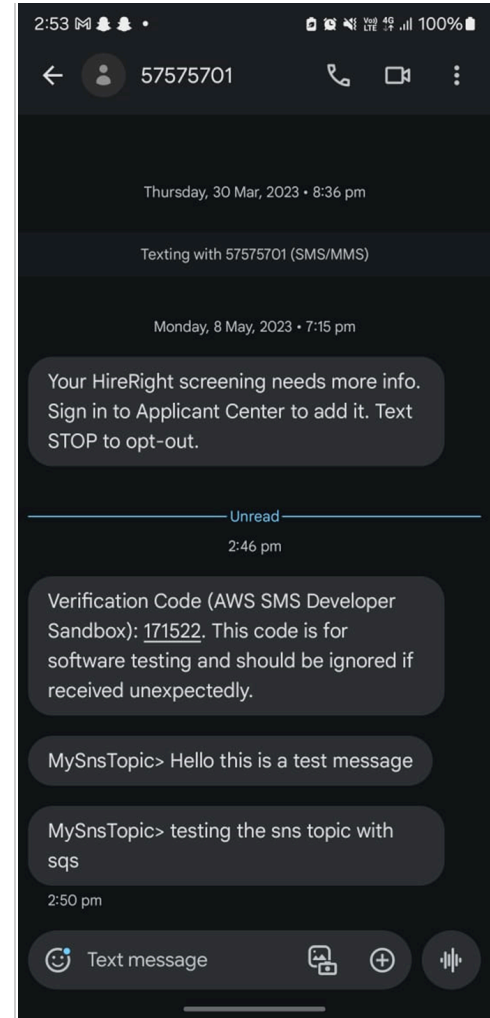 2:53
Voo) 4G
LTE
100%
57575701
Thursday, 30 Mar, 2023 • 8:36 pm
Texting with 57575701 (SMS/MMS)
Monday, 8 May, 2023 • 7:15 pm
Your HireRight screening needs more info.
Sign in to Applicant Center to add it. Text
STOP to opt-out.
Unread
2:46 pm
Verification Code (AWS SMS Developer
Sandbox): 171522. This code is for
software testing and should be ignored if
received unexpectedly.
MySnsTopic> Hello this is a test message
MySnsTopic> testing the sns topic with
sqs
2:50 pm
Text message